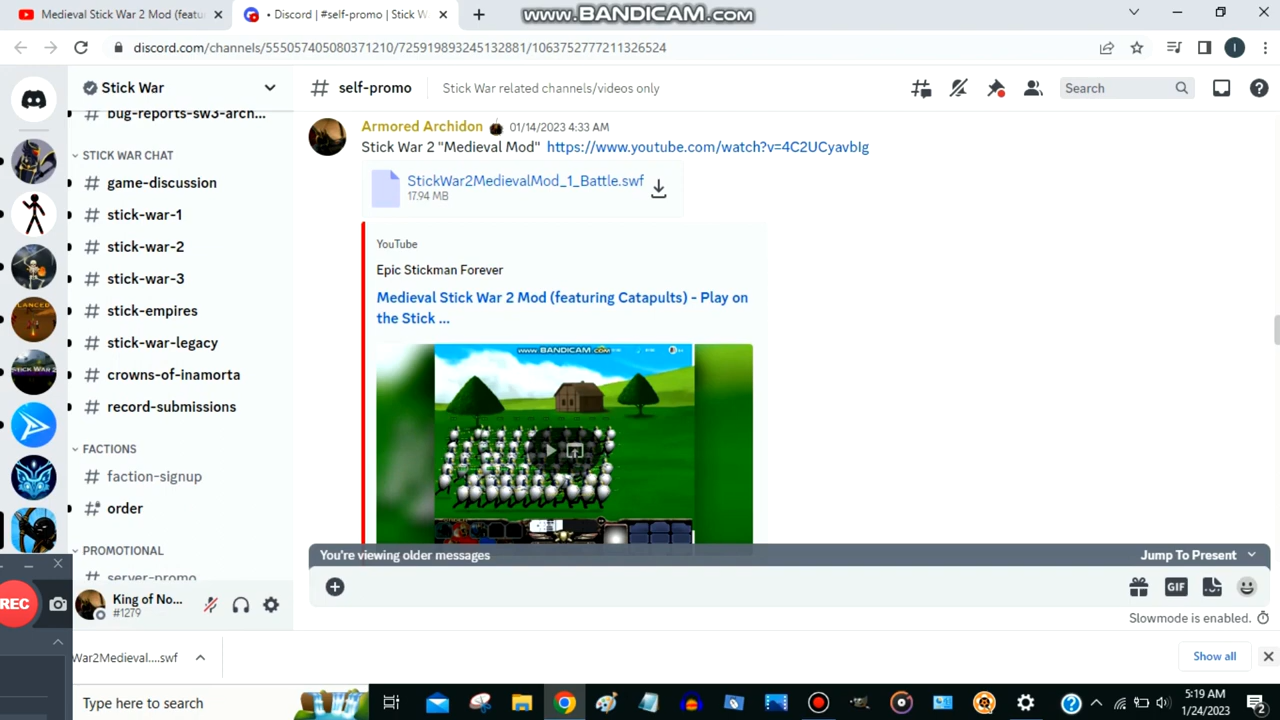 Medieval Stick War 2 Mod (featu
• Discord | #self-promo | Stick W
www.BANDICAM.com
discord.com/channels/555057405080371210/725919893245132881/1063752777211326524
I
Stick War
# self-promo
Stick War related channels/videos only
Search
# bug-reports-sw3-arch...
STICK WAR CHAT
# game-discussion
# stick-war-1
# stick-war-2
# stick-war-3
# stick-empires
# stick-war-legacy
# crowns-of-inamorta
# record-submissions
FACTIONS
# faction-signup
# order
PROMOTIONAL
# server-promo
Armored Archidon 01/14/2023 4:33 AM
Stick War 2 "Medieval Mod" https://www.youtube.com/watch?v=4C2UCyavbIg
StickWar2MedievalMod_1_Battle.swf
17.94 MB
YouTube
Epic Stickman Forever
Medieval Stick War 2 Mod (featuring Catapults) - Play on
the Stick ...
www.BANDICAM.com
You're viewing older messages
Jump To Present
GIF
Slowmode is enabled.
REC
King of No...
#1279
War2Medieval....swf
Show all
Type here to search
5:19 AM
1/24/2023
2